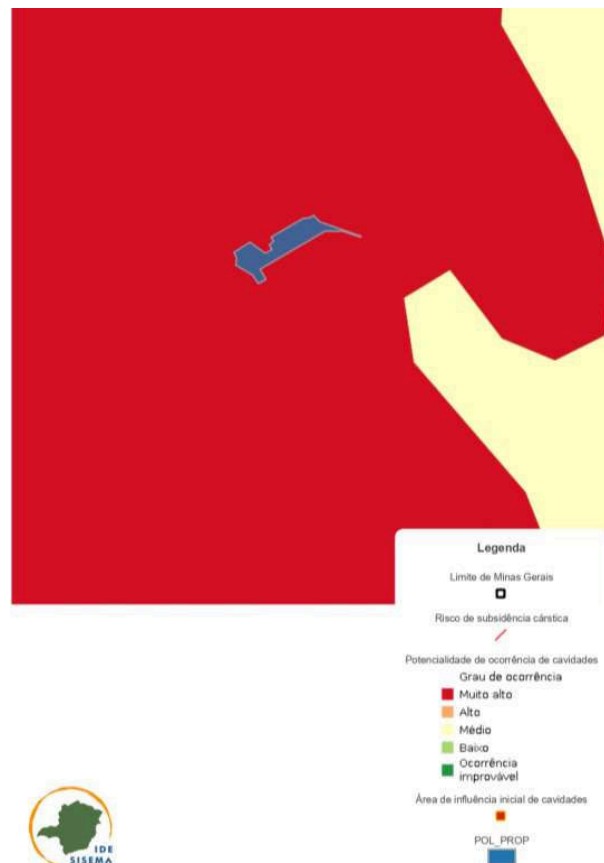 Legenda
Limite de Minas Gerais
Risco de subsidência cárstica
Potencialidade de ocorrência de cavidades
Grau de ocorrência
Muito alto
Alto
Médio
Baixo
Ocorrência
improvável
Área de influência inicial de cavidades
POL_PROP
IDE
SISEMA